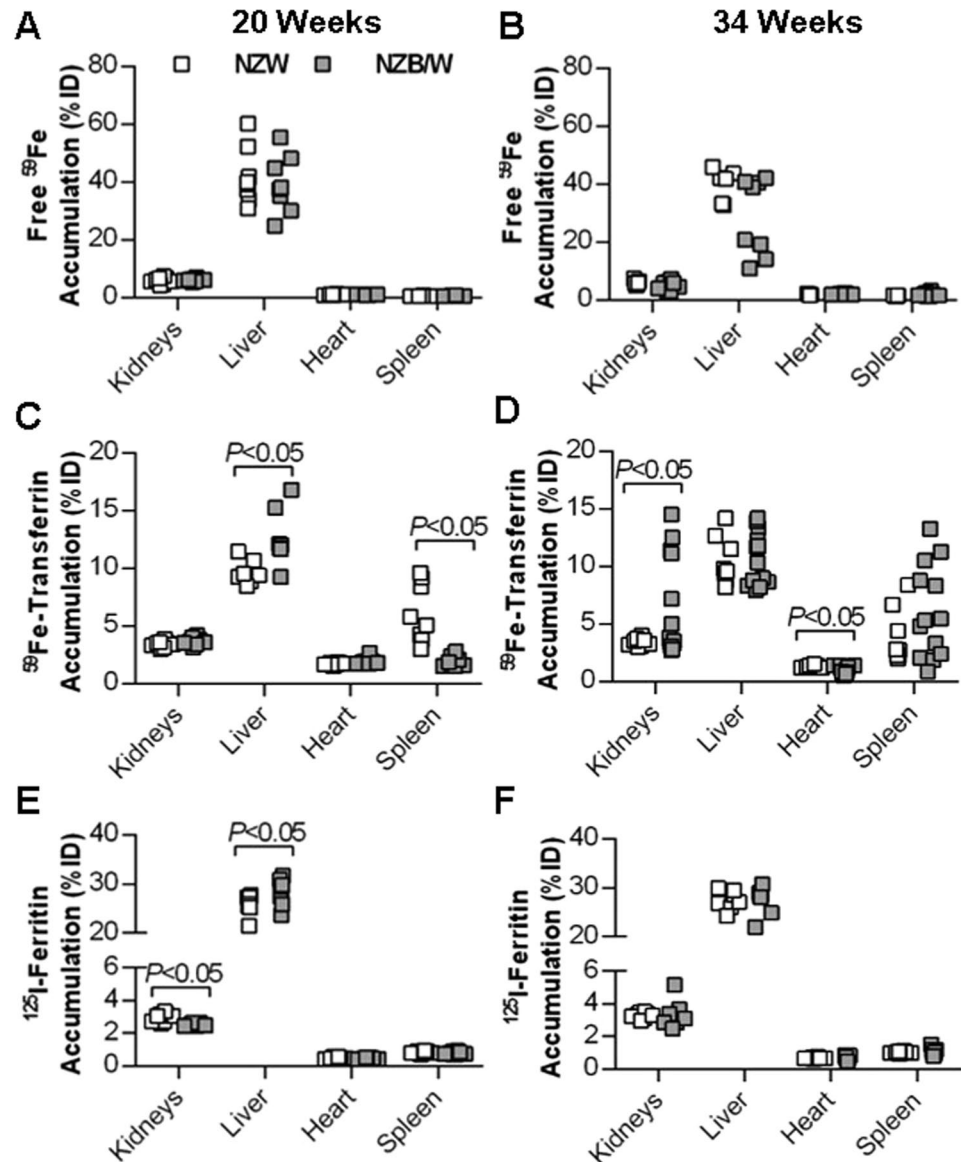 A
20 Weeks
B
34 Weeks
NZW NZB/W
Free ⁵⁹Fe
Accumulation (%ID)
80
60
40
20
0
Kidneys
Liver
Heart
Spleen
Free ⁵⁹Fe
Accumulation (%ID)
80
60
40
20
0
Kidneys
Liver
Heart
Spleen
C
⁵⁹Fe-Transferrin
Accumulation (%ID)
20
15
10
5
0
P<0.05
P<0.05
Kidneys
Liver
Heart
Spleen
D
⁵⁹Fe-Transferrin
Accumulation (%ID)
20
15
10
5
0
P<0.05
P<0.05
Kidneys
Liver
Heart
Spleen
E
¹²⁵I-Ferritin
Accumulation (%ID)
40
30
20
6
4
2
0
P<0.05
P<0.05
Kidneys
Liver
Heart
Spleen
F
¹²⁵I-Ferritin
Accumulation (%ID)
40
30
20
6
4
2
0
Kidneys
Liver
Heart
Spleen